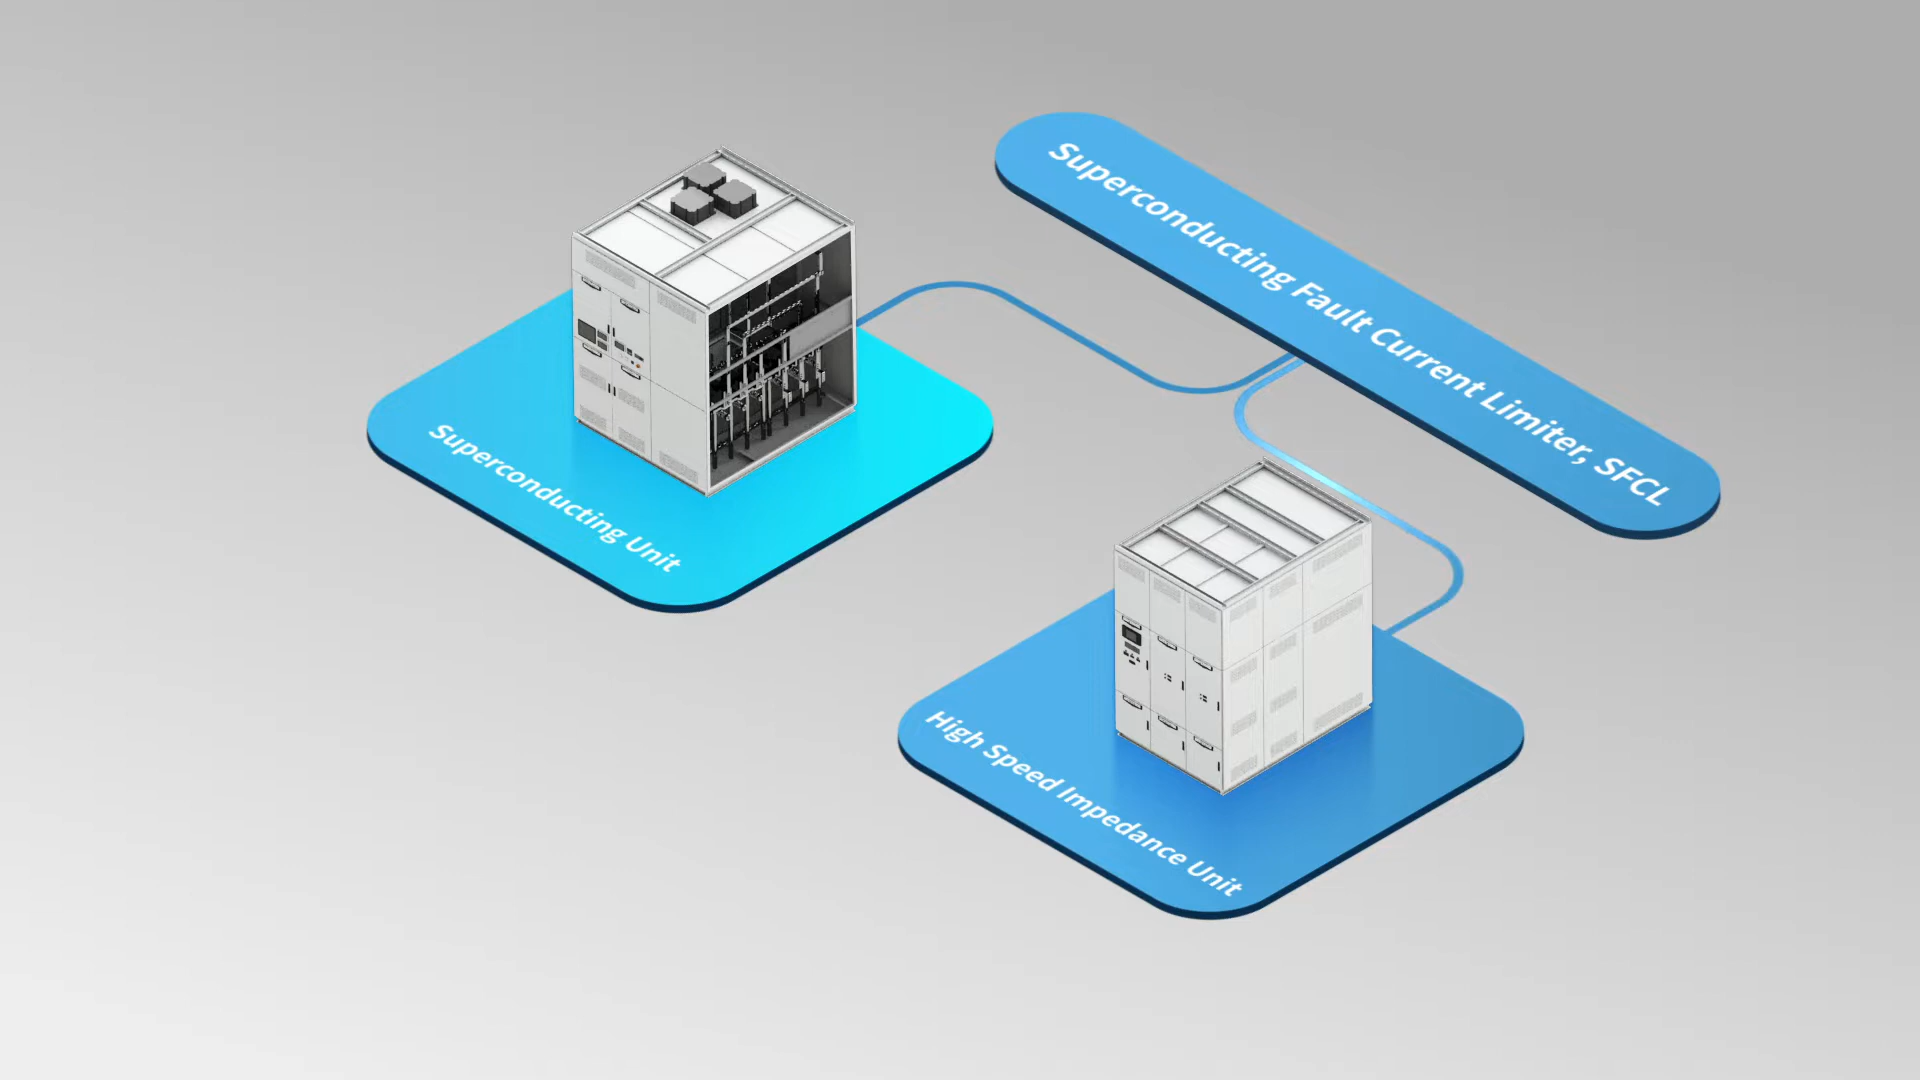 Superconducting Fault Current Limiter, SFCL
Superconducting Unit
High Speed Impedance Unit